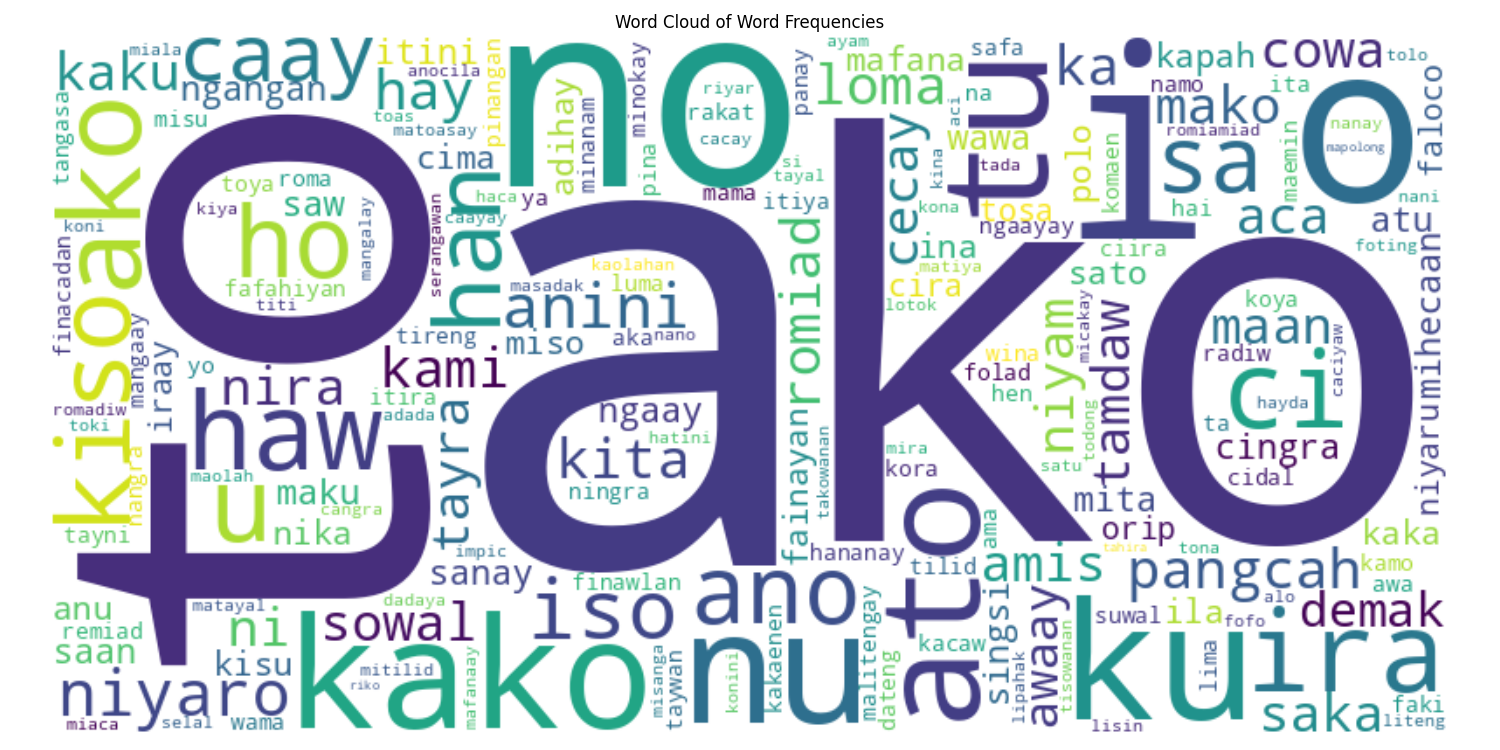 Word Cloud of Word Frequencies
to
ako
no
i
o
tu
caay
kaku
miala
ngangan
itini
anocila
hay
toas
matoasay
pinangan
misu
tangasa
kisoako
koni
finacadan
toya
roma
kiya
saw
ho
fafahiyan
titi
mangalay
cima
han
haca
ya
caayay
serangawan
adihay
minanam
minokay
pina
riyar
rakat
cacay
mama
panay
si
tayal
itiya
ayam
mafana
loma
safa
na
aci
wawa
tada
kina
cecay
kona
tosa
ngaayay
ina
matiya
cira
lotok
ka
kapah
cowa
tolo
namo
ita
mako
romiamiad
polo
komaen
sa
maemin
hai
nanay
mapolong
faloco
nani
aca
atu
foting
ciira
sato
kaolahan
masadak
luma
anini
miso
aka
nano
tireng
romiad
fainayan
takowanan
kami
itira
adada
yo
nira
haw
iraay
mangaay
romadiw
toki
nangra
tayni
maolah
u
maku
cangra
nika
tayra
ngaay
kita
hatini
ningra
mira
kora
wina
folad
hen
niyam
micakay
todong
satu
tamdaw
koya
maan
radiw
ci
caciyaw
hayda
ta
cingra
cidal
niyarumihecaan
mita
orip
tona
tahira
kaka
kamo
awa
pangcah
amis
ama
hananay
tilid
ato
impic
sanay
finawlan
iso
ano
anu
remiad
saan
matayal
ni
dadaya
sowal
kisu
niyaro
miaca
selal
wama
mitilid
riko
kako
mafanaay
misanga
taywan
nu
konini
kakaenen
malitengay
dateng
kacaw
singsi
lipahak
awaay
tisowanan
ku
suwal
ila
fofo
alo
demak
lima
ira
lisin
saka
faki
liteng